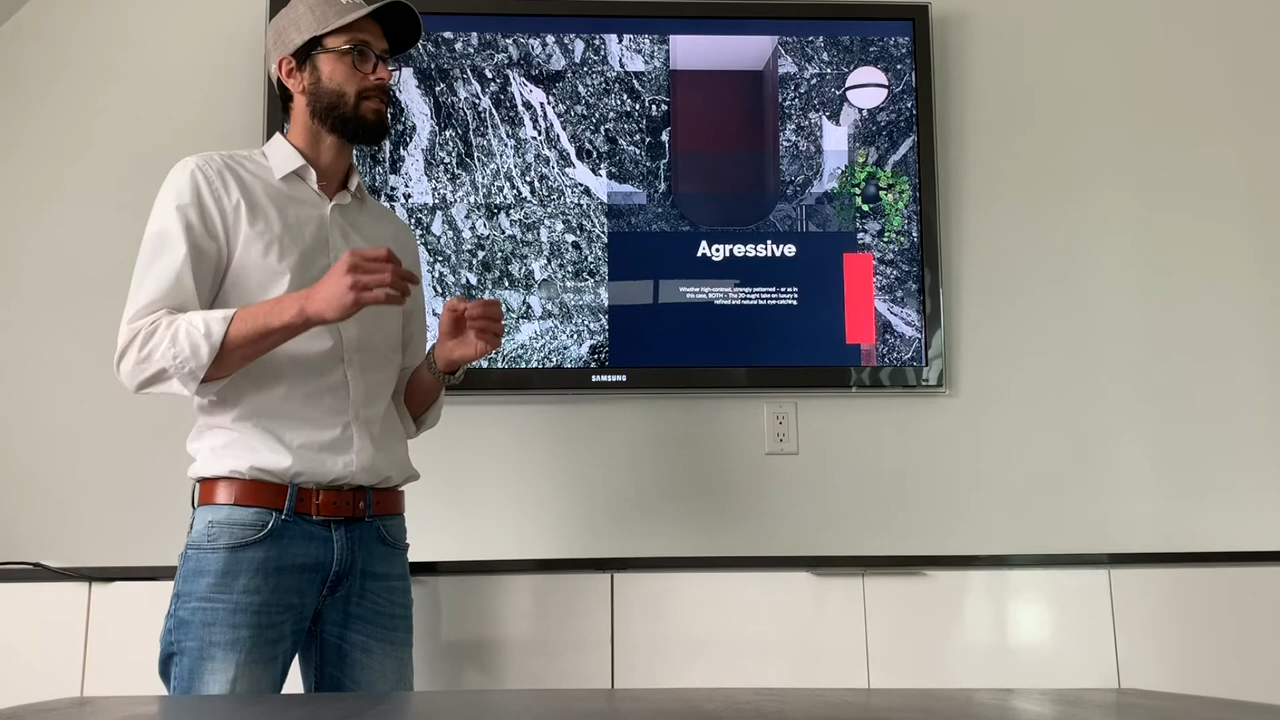 Agressive
Whether high-contrast, strongly patterned – er as in
this case, BOTH – The 20-aught take on luxury is
refined and natural but eye-catching.
SAMSUNG